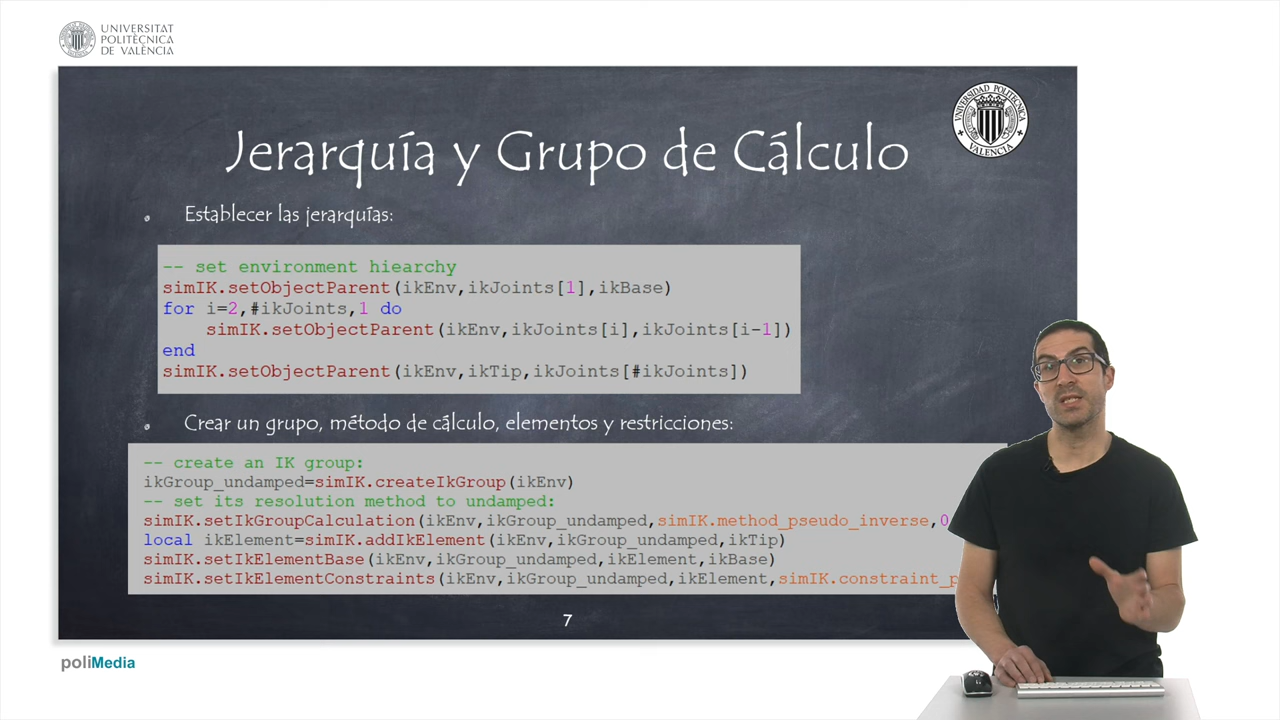 UNIVERSITAT
POLITÈCNICA
DE VALÈNCIA
UNIVERSIDAD POLITECNICA
VALENCIA
Jerarquía y Grupo de Cálculo
Establecer las jerarquías:
-- set environment hiearchy
simIK.setObjectParent(ikEnv,ikJoints[1],ikBase)
for i=2,#ikJoints,1 do
simIK.setObjectParent(ikEnv,ikJoints[i],ikJoints[i-1])
end
simIK.setObjectParent(ikEnv,ikTip,ikJoints[#ikJoints])
Crear un grupo, método de cálculo, elementos y restricciones:
-- create an IK group:
ikGroup_undamped=simIK.createIkGroup(ikEnv)
-- set its resolution method to undamped:
simIK.setIkGroupCalculation(ikEnv,ikGroup_undamped,simIK.method_pseudo_inverse,0
local ikElement=simIK.addIkElement(ikEnv,ikGroup_undamped,ikTip)
simIK.setIkElementBase(ikEnv,ikGroup_undamped,ikElement,ikBase)
simIK.setIkElementConstraints(ikEnv,ikGroup_undamped,ikElement,simIK.constraint_p
7
poliMedia